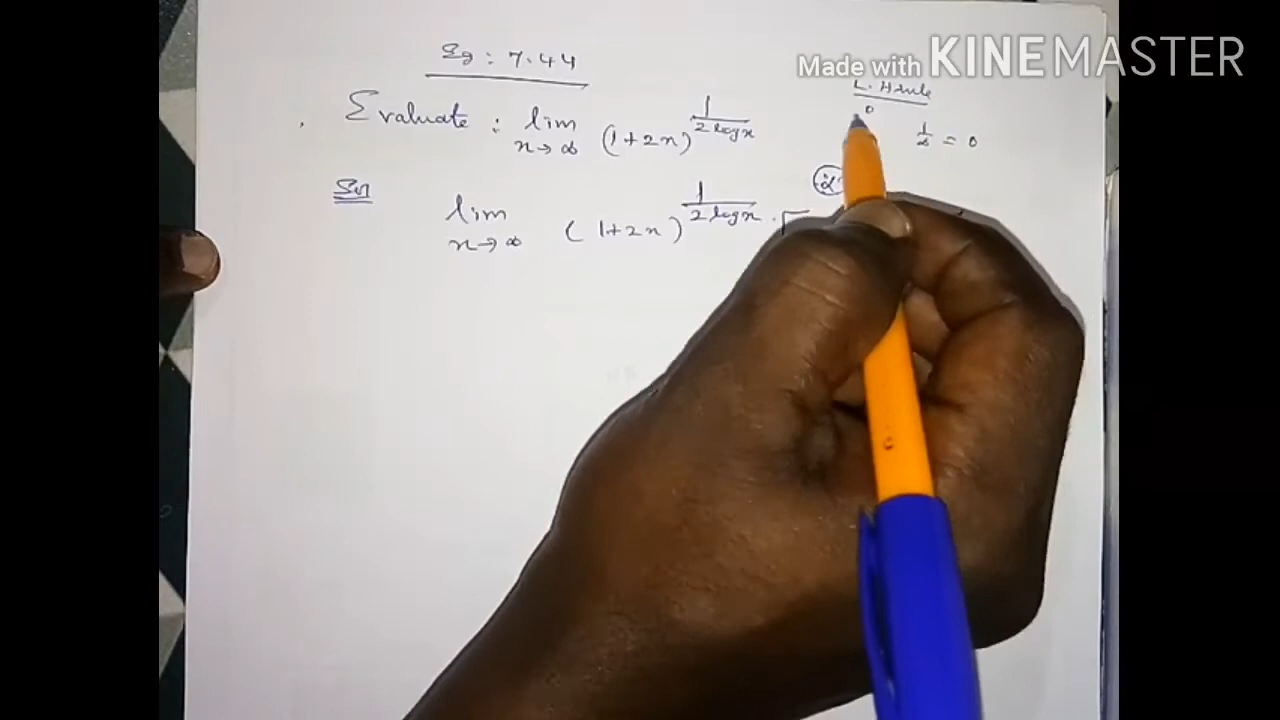 Eg: 7.44
Made with KINEMASTER
L. H rule
Evaluate : lim x→∞ (1+2x)^1/2logx
0
1/∞ = 0
Sol
lim x→∞ (1+2x)^1/2logx .